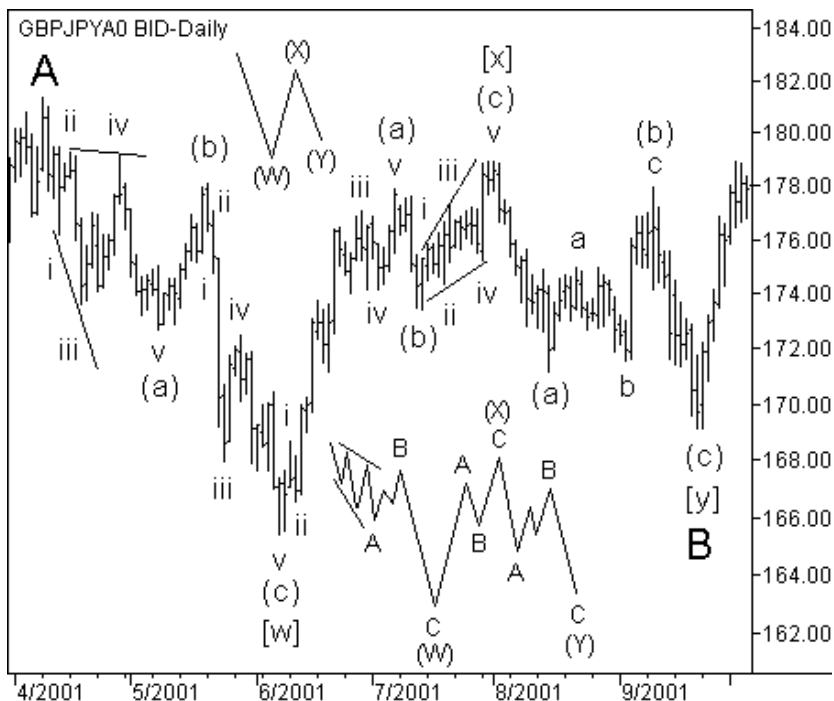 GBPJPYA0 BID-Daily
A
ii
iv
i
iii
v
(a)
(b)
i
ii
iii
iv
v
(c)
[w]
(X)
(W)
(Y)
i
ii
iii
iv
v
(a)
(b)
i
ii
iii
iv
v
(c)
[x]
(a)
a
b
c
(b)
(c)
[y]
B
A
B
C
(W)
A
B
C
(X)
A
B
C
(Y)
184.00
182.00
180.00
178.00
176.00
174.00
172.00
170.00
168.00
166.00
164.00
162.00
4/2001 5/2001 6/2001 7/2001 8/2001 9/2001